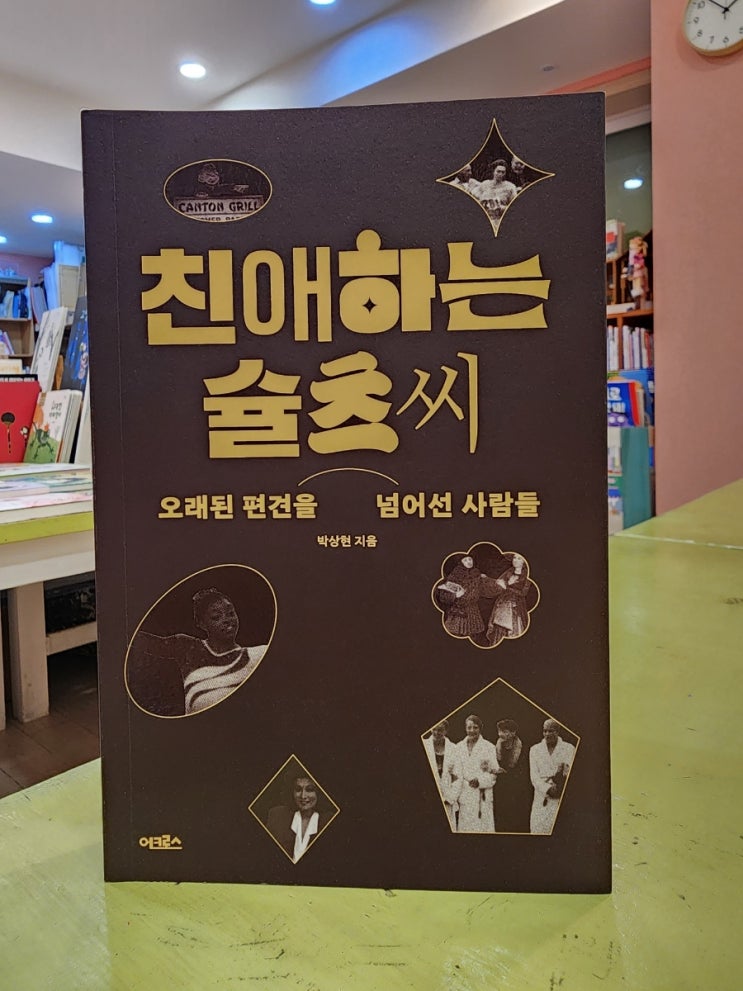 CANTON GRILL
친애하는
슐츠씨
오래된 편견을 넘어선 사람들
박상현 지음
어크로스